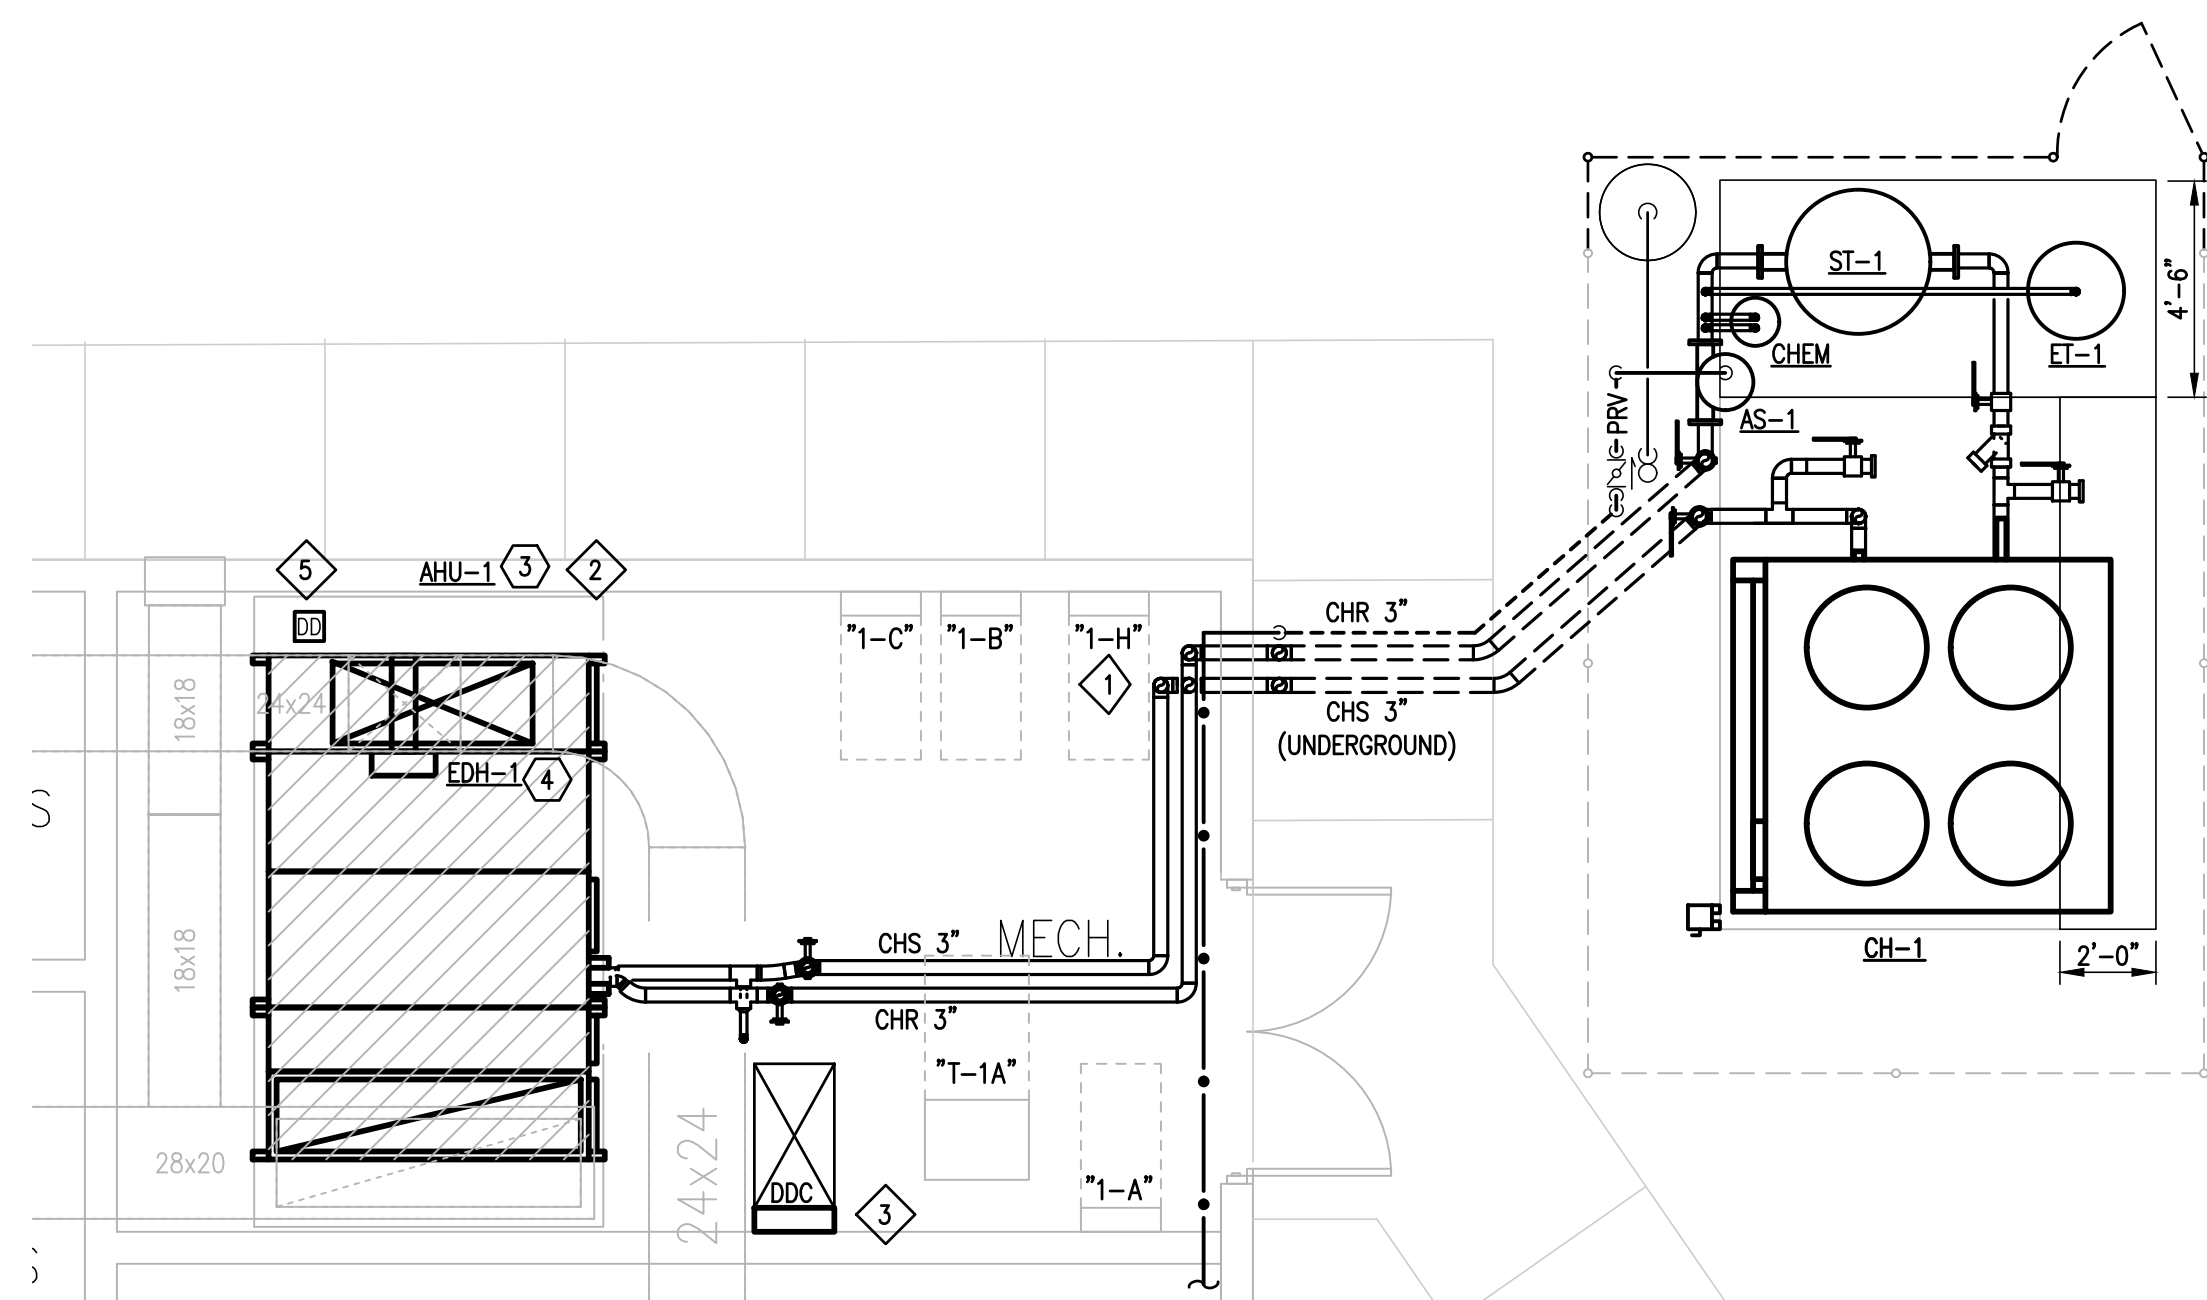 ST-1
4'-6"
CHEM
ET-1
PRV
AS-1
5
AHU-1
3
2
DD
"1-C"
"1-B"
"1-H"
CHR 3"
1
CHS 3"
(UNDERGROUND)
18x18
24x24
EDH-1
4
S
CHS 3"
MECH.
CH-1
2'-0"
18x18
CHR 3"
"T-1A"
28x20
24x24
DDC
3
"1-A"